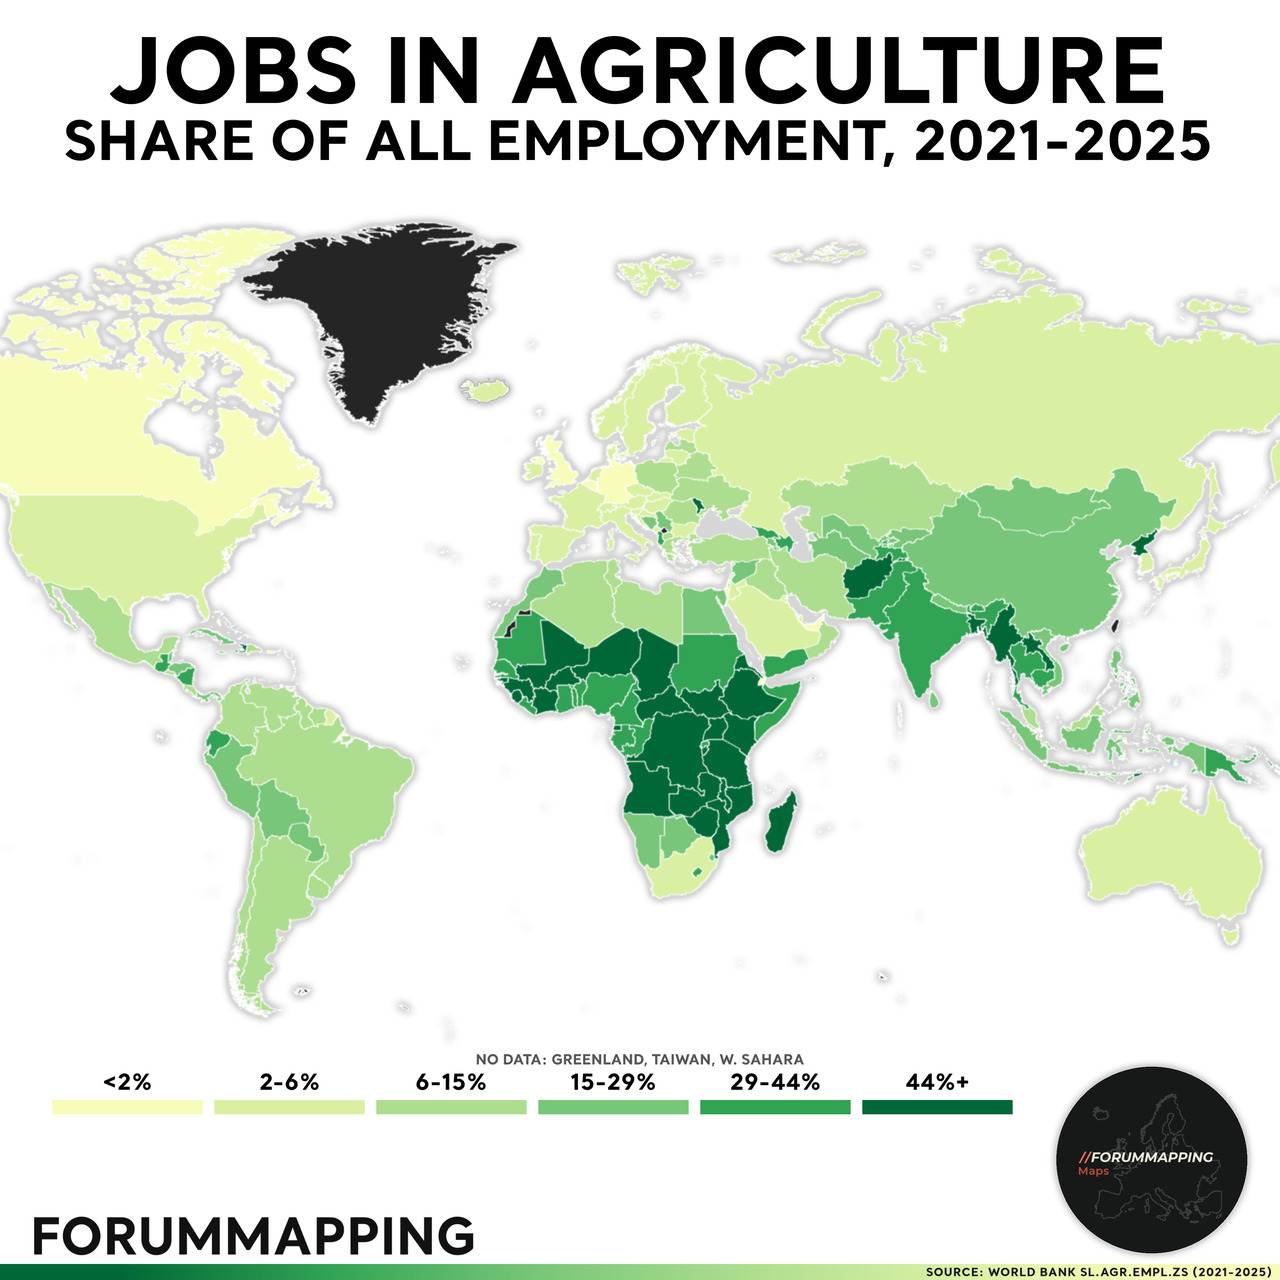 JOBS IN AGRICULTURE
SHARE OF ALL EMPLOYMENT, 2021-2025
NO DATA: GREENLAND, TAIWAN, W. SAHARA
<2% 2-6% 6-15% 15-29% 29-44% 44%+
//FORUMMAPPING
Maps
FORUMMAPPING
SOURCE: WORLD BANK SL.AGR.EMPL.ZS (2021-2025)